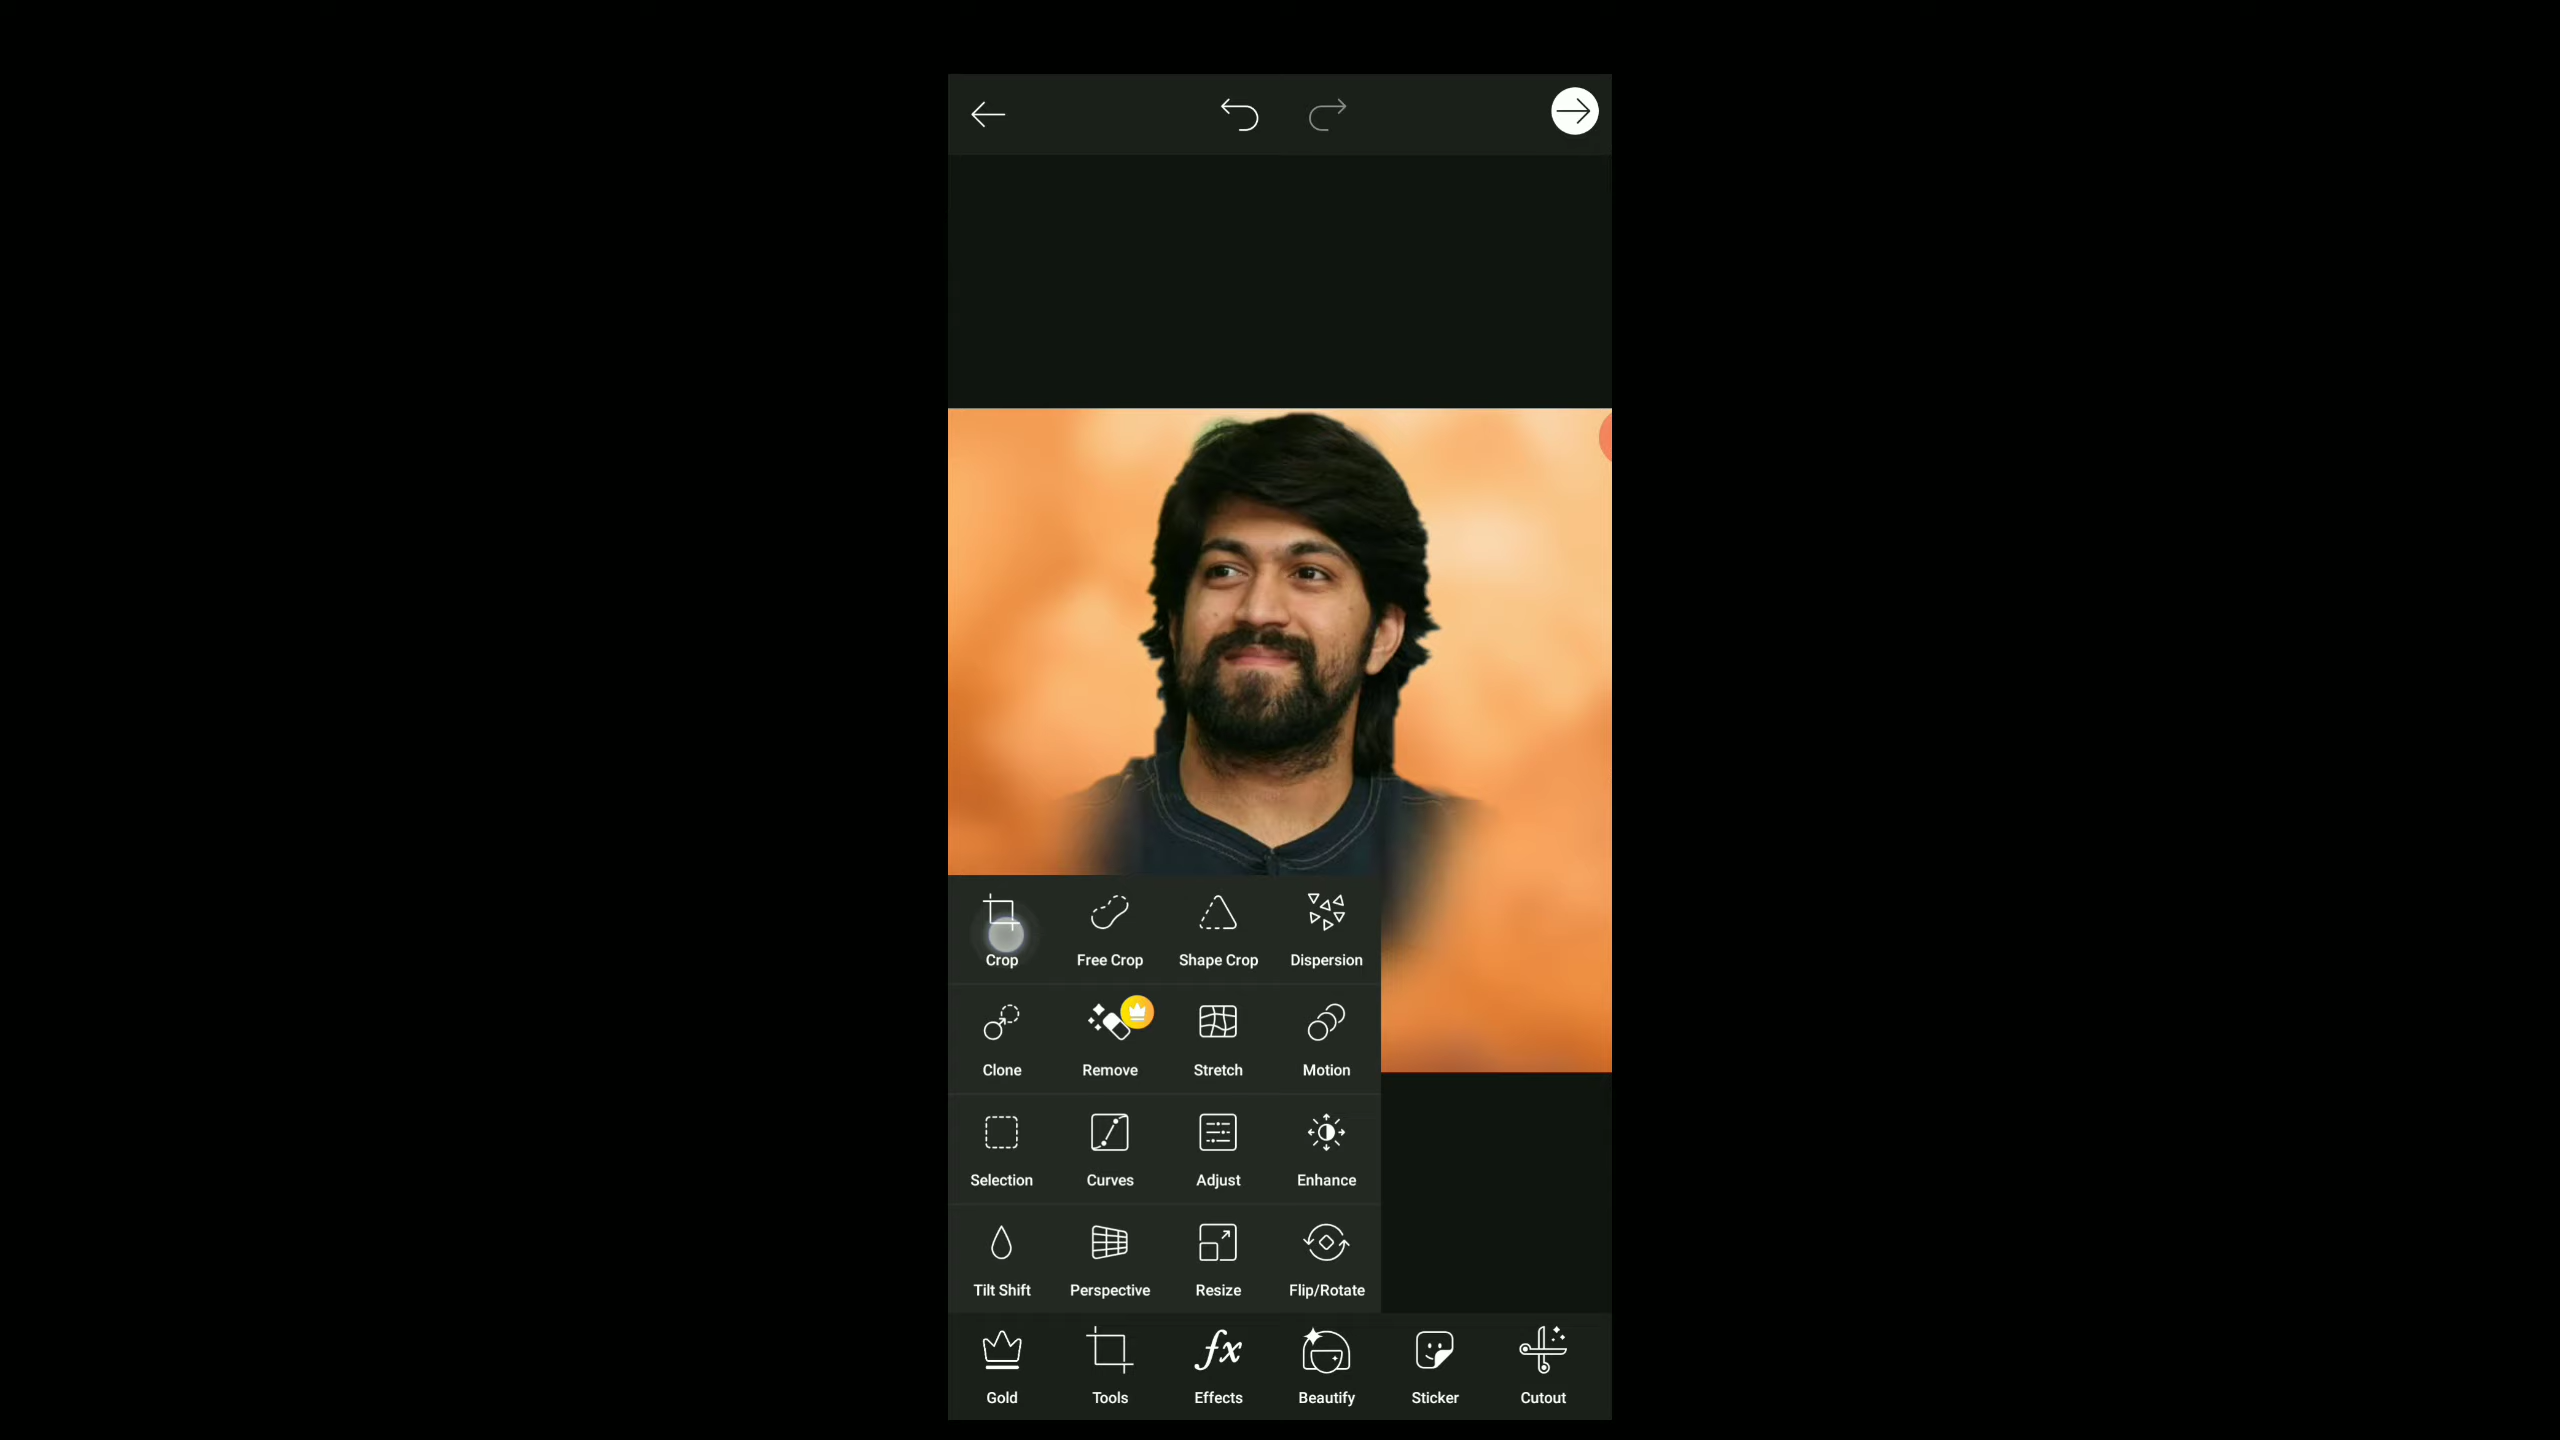 Crop Free Crop Shape Crop Dispersion
Clone Remove Stretch Motion
Selection Curves Adjust Enhance
Tilt Shift Perspective Resize Flip/Rotate
Gold Tools fx Effects Beautify Sticker Cutout